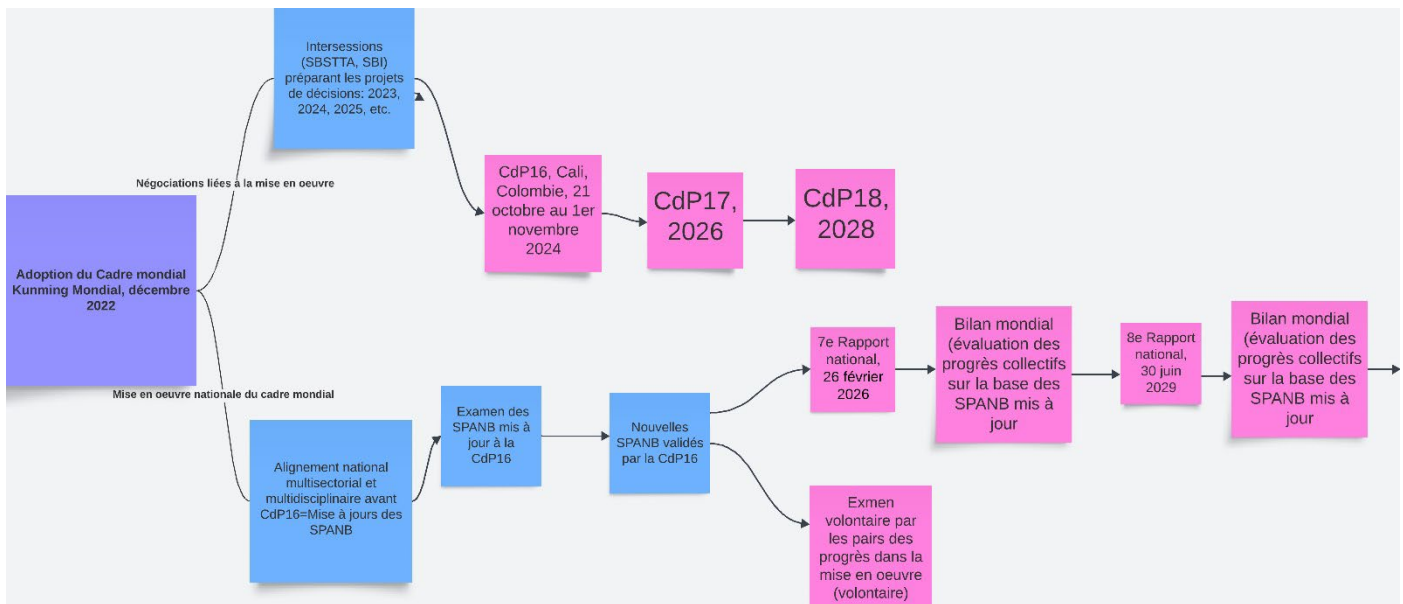 Intersessions
(SBSTTA, SBI)
préparant les projets
de décisions: 2023,
2024, 2025, etc.
Négociations liées à la mise en oeuvre
CdP16, Cali,
Colombie, 21
octobre au 1er
novembre
2024
CdP17,
2026
CdP18,
2028
Adoption du Cadre mondial
Kunming Mondial, décembre
2022
Mise en oeuvre nationale du cadre mondial
Alignement national
multisectorial et
multidisciplinaire avant
CdP16=Mise à jours des
SPANB
Examen des
SPANB mis à
jour à la
CdP16
Nouvelles
SPANB validés
par la CdP16
7e Rapport
national,
26 février
2026
Bilan mondial
(évaluation des
progrès collectifs
sur la base des
SPANB mis à
jour
8e Rapport
national,
30 juin
2029
Bilan mondial
(évaluation des
progrès collectifs
sur la base des
SPANB mis à
jour
Exmen
volontaire par
les pairs des
progrès dans la
mise en oeuvre
(volontaire)